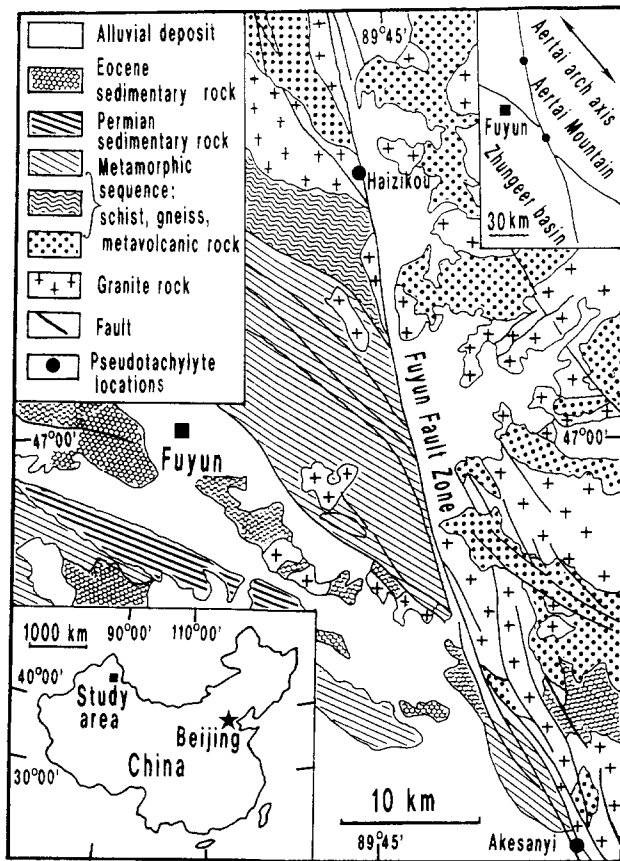 Alluvial deposit
Eocene
sedimentary rock
Permian
sedimentary rock
Metamorphic
sequence:
schist, gneiss,
metavolcanic rock
Granite rock
Fault
Pseudotachylyte
locations
89°45'
Aertai arch axis
Aertai Mountain
Fuyun
Zhungeer basin
30km
Haizikou
Fuyun Fault Zone
47°00'
Fuyun
47°00'
1000 km
90°00'
110°00'
40°00'
Study
area
Beijing
China
30°00'
10 km
89°45'
Akesanyi